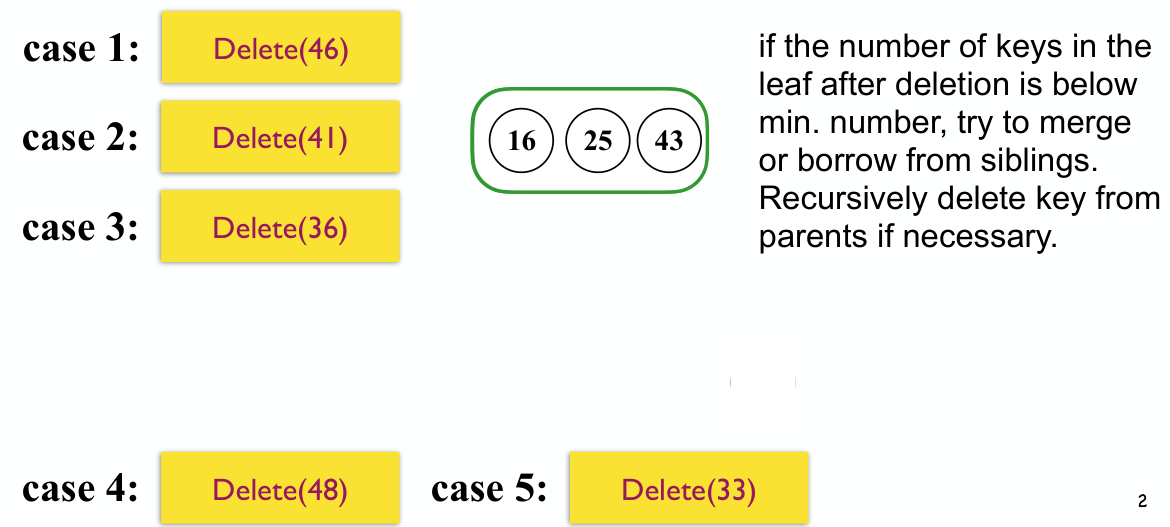 case 1: Delete(46)
case 2: Delete(41)
case 3: Delete(36)
16 25 43
if the number of keys in the
leaf after deletion is below
min. number, try to merge
or borrow from siblings.
Recursively delete key from
parents if necessary.
case 4: Delete(48) case 5: Delete(33)
2